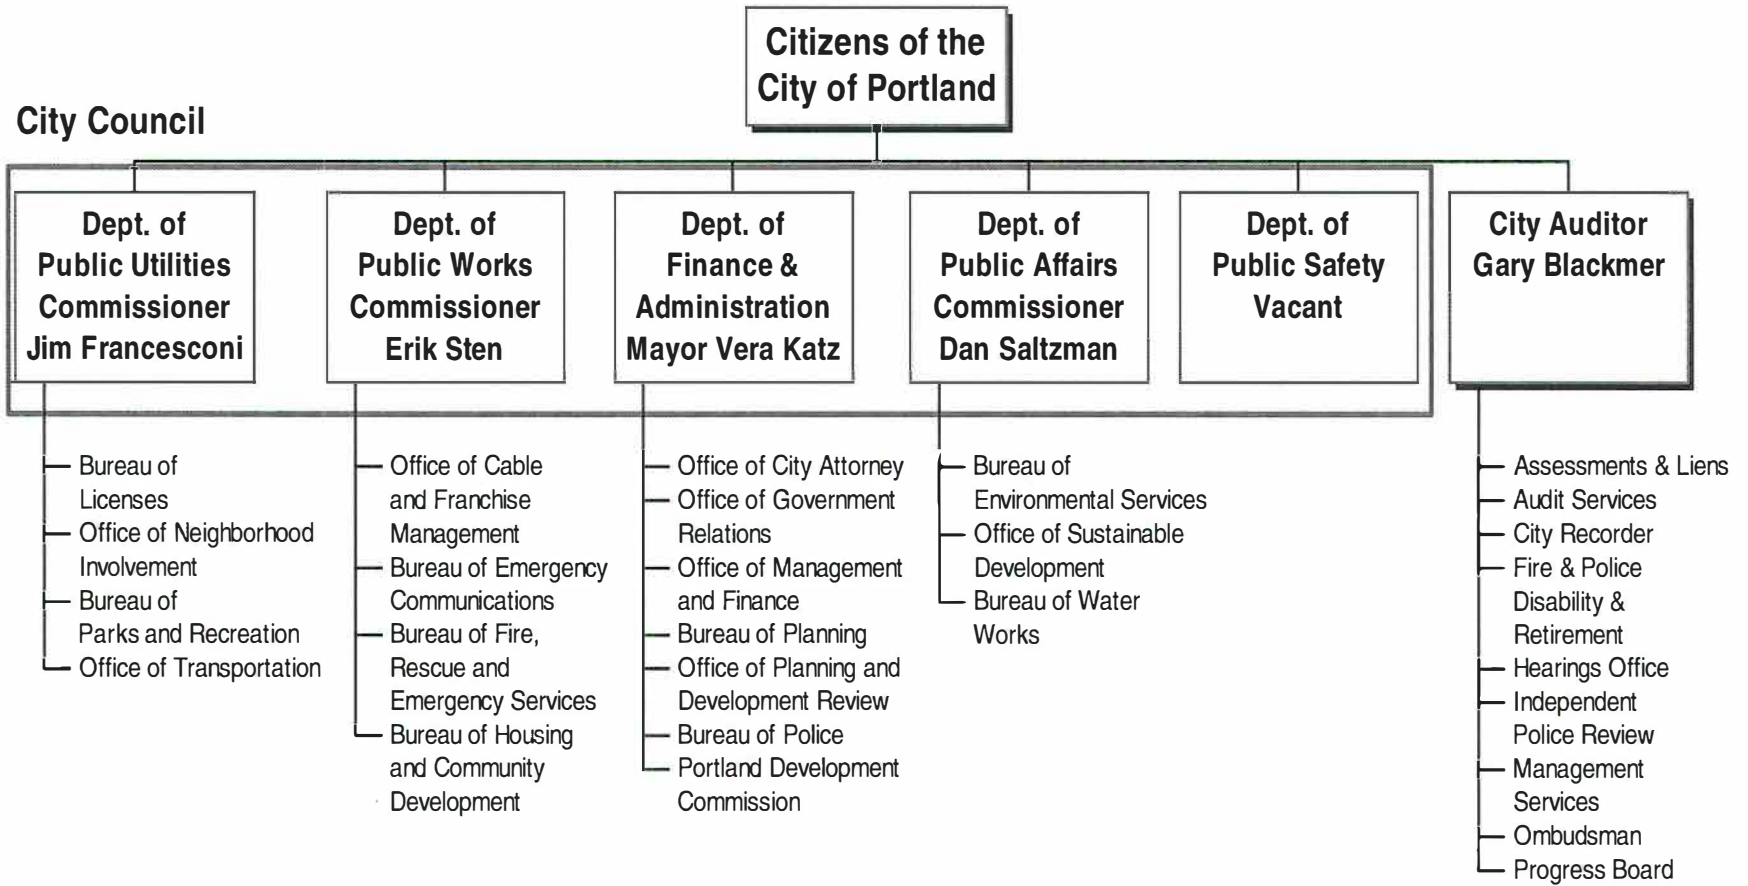 Citizens of the
City of Portland
City Council
Dept. of
Public Utilities
Commissioner
Jim Francesconi
Dept. of
Public Works
Commissioner
Erik Sten
Dept. of
Finance &
Administration
Mayor Vera Katz
Dept. of
Public Affairs
Commissioner
Dan Saltzman
Dept. of
Public Safety
Vacant
City Auditor
Gary Blackmer
Bureau of
Licenses
Office of Neighborhood
Involvement
Bureau of
Parks and Recreation
Office of Transportation
Office of Cable
and Franchise
Management
Bureau of Emergency
Communications
Bureau of Fire,
Rescue and
Emergency Services
Bureau of Housing
and Community
Development
Office of City Attorney
Office of Government
Relations
Office of Management
and Finance
Bureau of Planning
Office of Planning and
Development Review
Bureau of Police
Portland Development
Commission
Bureau of
Environmental Services
Office of Sustainable
Development
Bureau of Water
Works
Assessments & Liens
Audit Services
City Recorder
Fire & Police
Disability &
Retirement
Hearings Office
Independent
Police Review
Management
Services
Ombudsman
Progress Board